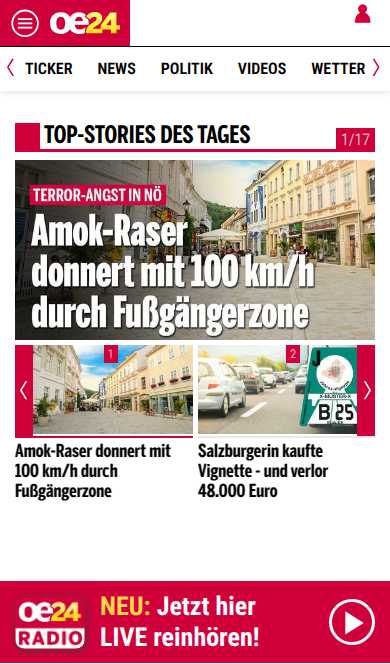 oe24
TICKER NEWS POLITIK VIDEOS WETTER
TOP-STORIES DES TAGES
1/17
TERROR-ANGST IN NÖ
Amok-Raser
donnert mit 100 km/h
durch Fußgängerzone
1
2
J
X-MUSTER-X
B 25
Amok-Raser donnert mit
100 km/h durch
Fußgängerzone
Salzburgerin kaufte
Vignette - und verlor
48.000 Euro
oe24
RADIO
NEU: Jetzt hier
LIVE reinhören!